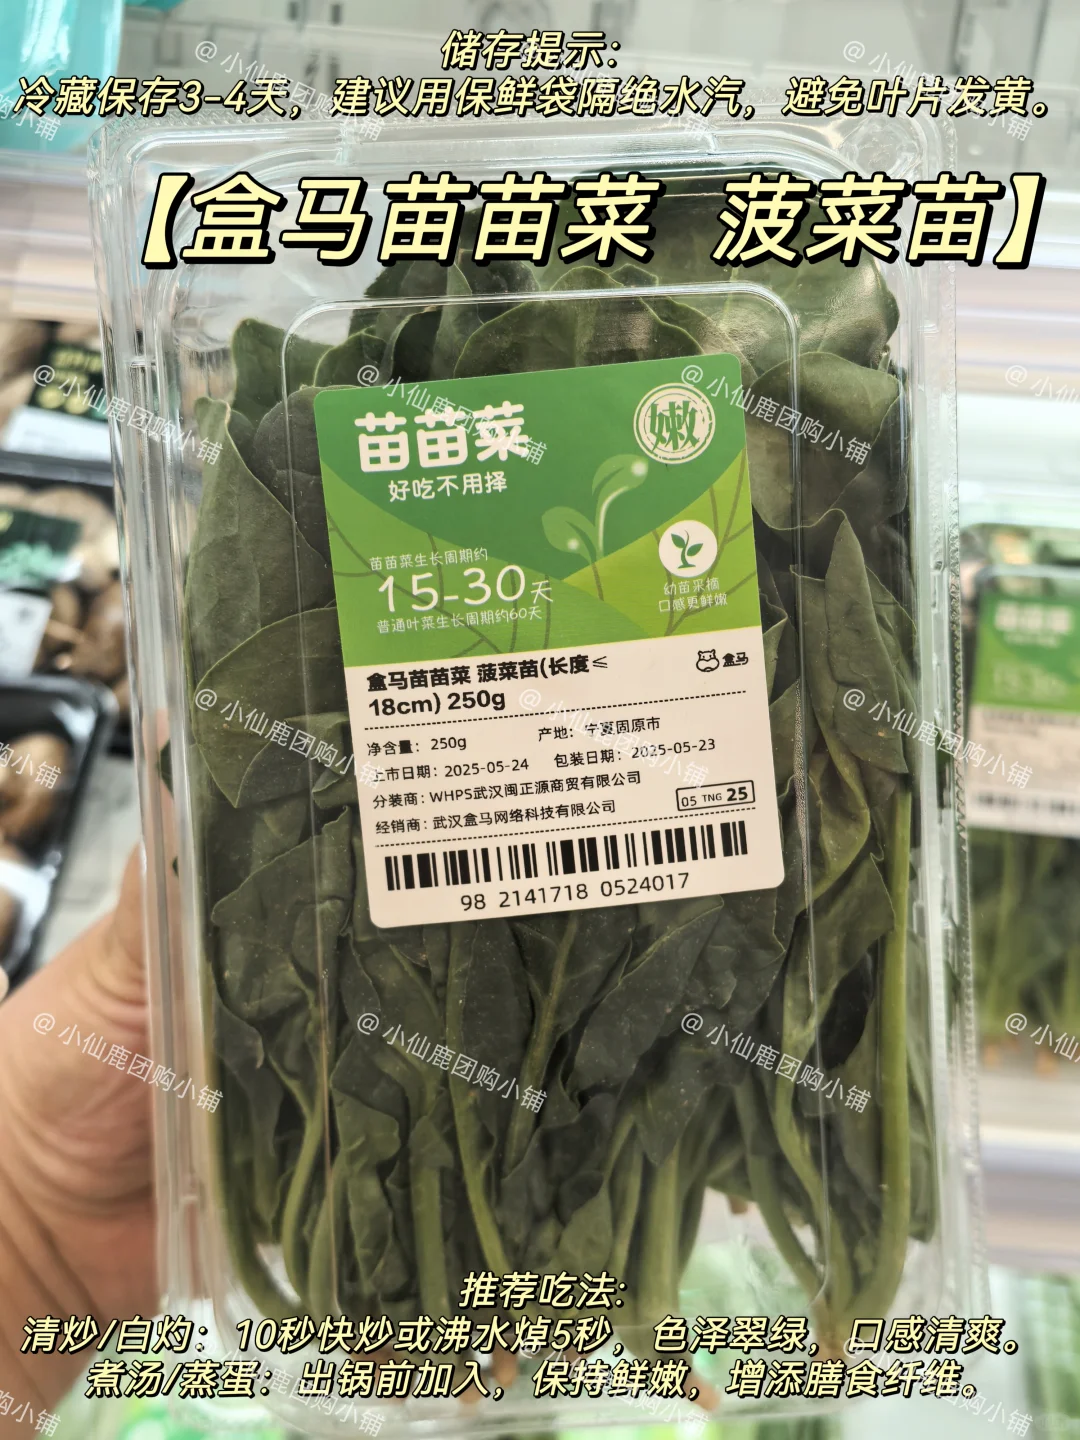 储存提示：
冷藏保存3-4天，建议用保鲜袋隔绝水汽，避免叶片发黄。
【盒马苗苗菜 菠菜苗】
苗苗菜
嫩
好吃不用择
苗苗菜生长周期约
15-30天
普通叶菜生长周期约60天
幼苗采摘
口感更鲜嫩
盒马苗苗菜 菠菜苗(长度≤
18cm) 250g
盒马
净含量：250g 产地：宁夏固原市
上市日期：2025-05-24 包装日期：2025-05-23
分装商：WHPS武汉闽正源商贸有限公司
经销商：武汉盒马网络科技有限公司
05 TNG 25
98 2141718 0524017
推荐吃法：
清炒/白灼：10秒快炒或沸水焯5秒，色泽翠绿，口感清爽。
煮汤/蒸蛋：出锅前加入，保持鲜嫩，增添膳食纤维。
@小仙鹿团购小铺